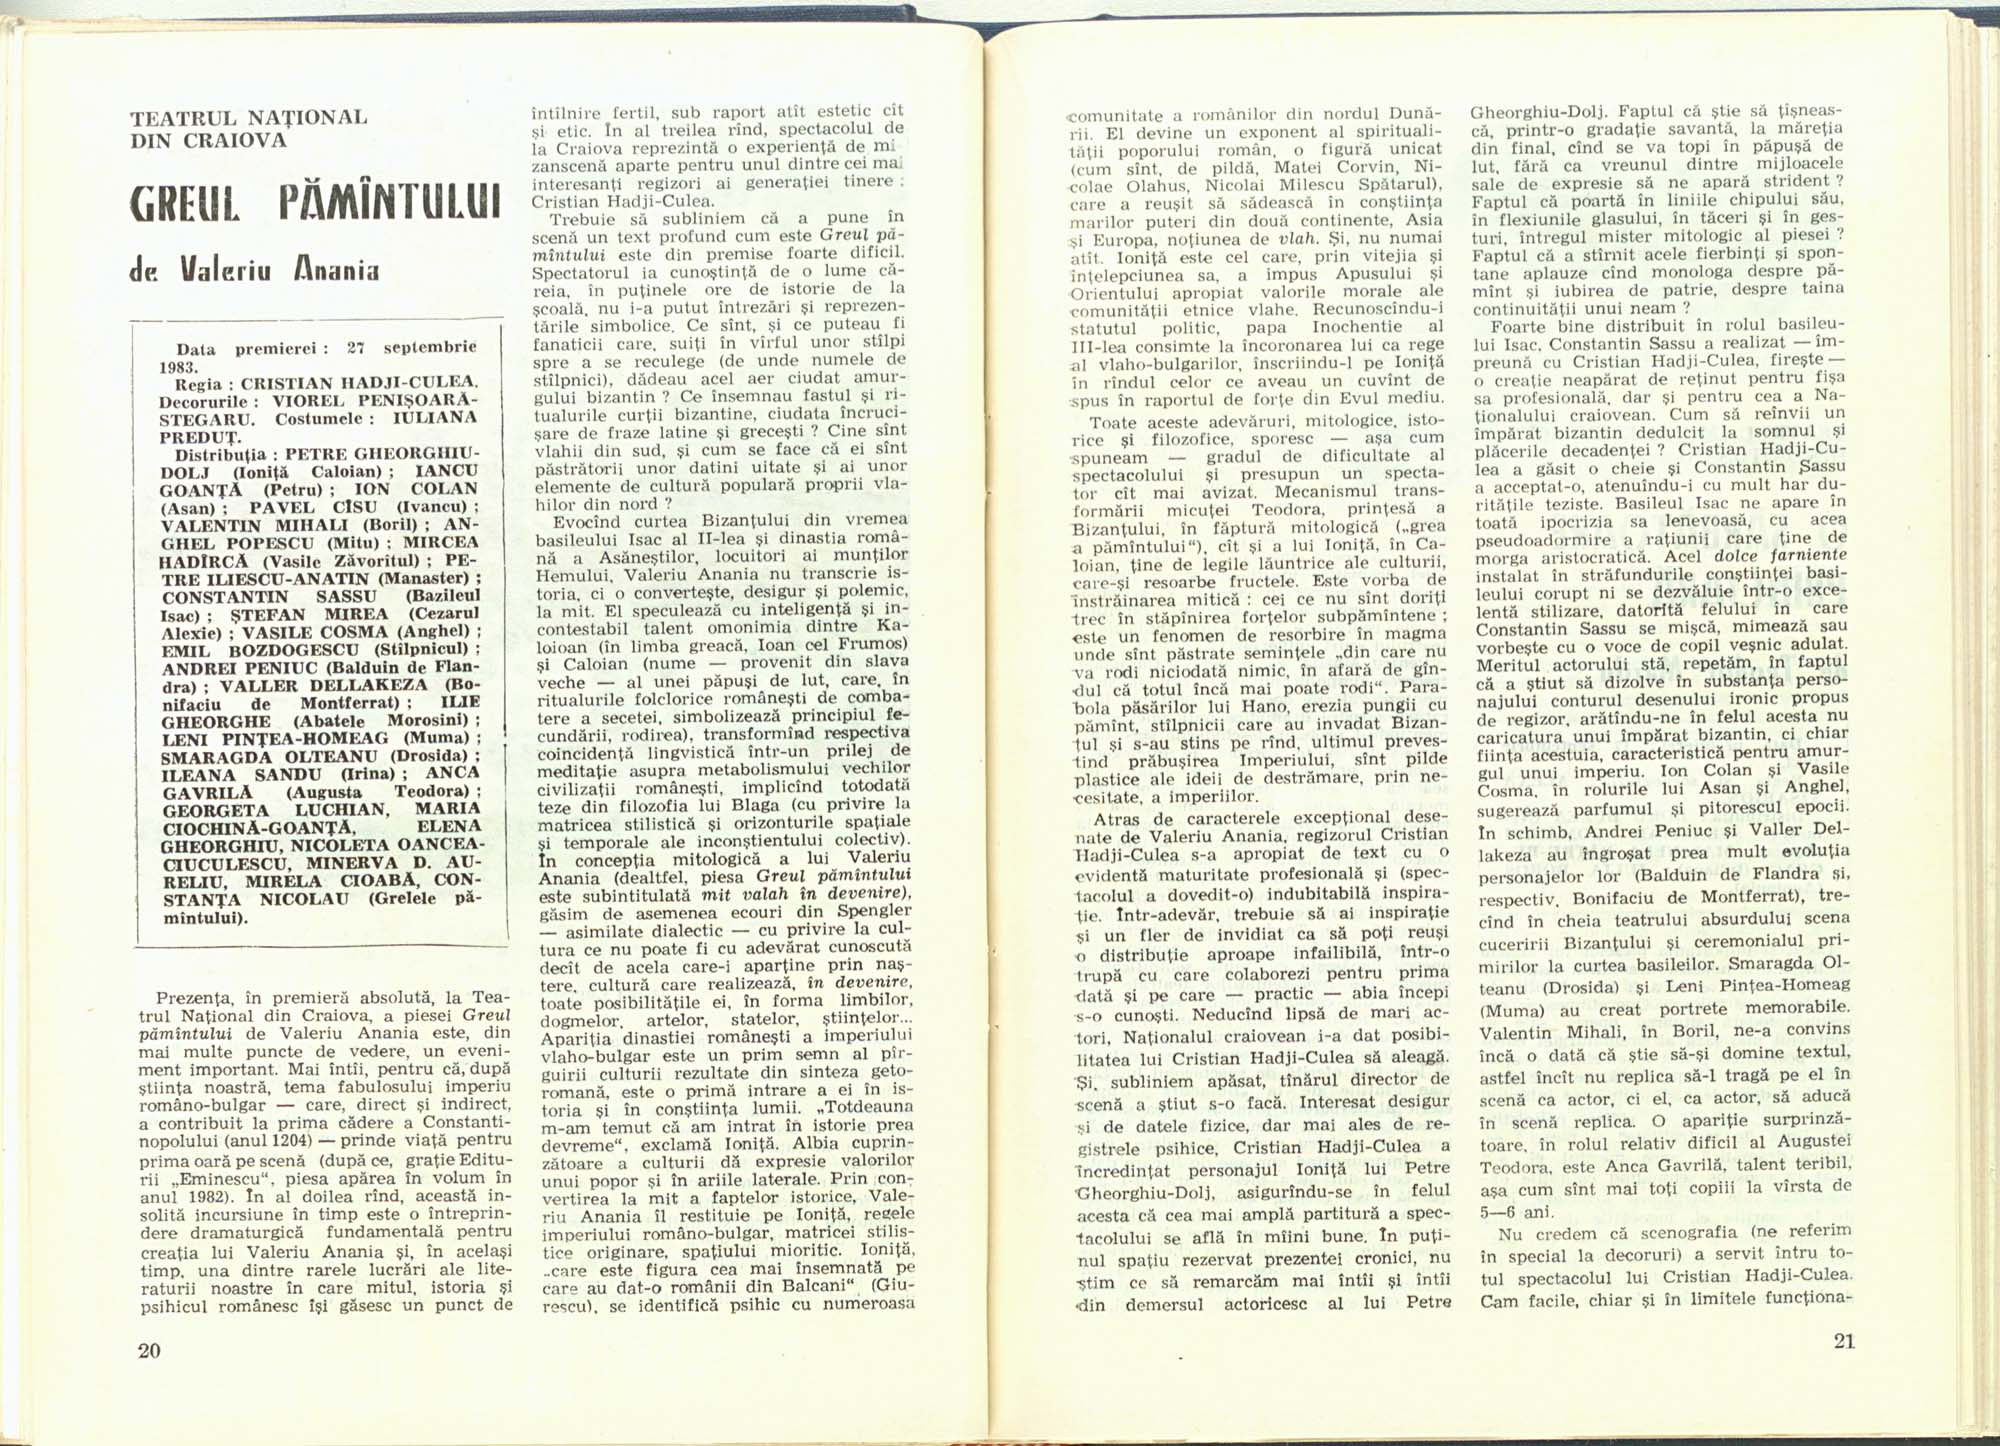 TEATRUL NAȚIONAL
DIN CRAIOVA
GREUL PĂMÎNTULUI
de Valeriu Anania
Data premierei : 27 septembrie
1983.
Regia : CRISTIAN HADJI-CULEA.
Decorurile : VIOREL PENIȘOARĂ-
STEGARU. Costumele : IULIANA
PREDUȚ.
Distribuția : PETRE GHEORGHIU-
DOLJ (Ioniță Caloian) ; IANCU
GOANȚĂ (Petru) ; ION COLAN
(Asan) ; PAVEL CÎSU (Ivancu) ;
VALENTIN MIHALI (Boril) ; AN-
GHEL POPESCU (Mitu) ; MIRCEA
HADÎRCĂ (Vasile Zăvorîtul) ; PE-
TRE ILIESCU-ANATIN (Manaster) ;
CONSTANTIN SASSU (Bazileul
Isac) ; ȘTEFAN MIREA (Cezarul
Alexie) ; VASILE COSMA (Anghel) ;
EMIL BOZDOGESCU (Stîlpnicul) ;
ANDREI PENIUC (Balduin de Flan-
dra) ; VALLER DELLAKEZA (Bo-
nifaciu de Montferrat) ; ILIE
GHEORGHE (Abatele Morosini) ;
LENI PINȚEA-HOMEAG (Muma) ;
SMARAGDA OLTEANU (Drosida) ;
ILEANA SANDU (Irina) ; ANCA
GAVRILĂ (Augusta Teodora) ;
GEORGETA LUCHIAN, MARIA
CIOCHINĂ-GOANȚĂ, ELENA
GHEORGHIU, NICOLETA OANCEA-
CIUCULESCU, MINERVA D. AU-
RELIU, MIRELA CIOABĂ, CON-
STANȚA NICOLAU (Grelele pă-
mîntului).
Prezența, în premieră absolută, la Tea-
trul Național din Craiova, a piesei Greul
pămîntului de Valeriu Anania este, din
mai multe puncte de vedere, un eveni-
ment important. Mai întîi, pentru că, după
știința noastră, tema fabulosului imperiu
româno-bulgar — care, direct și indirect,
a contribuit la prima cădere a Constanti-
nopolului (anul 1204) — prinde viață pentru
prima oară pe scenă (după ce, grație Editu-
rii „Eminescu“, piesa apărea în volum în
anul 1982). În al doilea rînd, această in-
solită incursiune în timp este o întreprin-
dere dramaturgică fundamentală pentru
creația lui Valeriu Anania și, în același
timp, una dintre rarele lucrări ale lite-
raturii noastre în care mitul, istoria și
psihicul românesc își găsesc un punct de
20
întîlnire fertil, sub raport atît estetic cît
și etic. În al treilea rînd, spectacolul de
la Craiova reprezintă o experiență de mi
zanscenă aparte pentru unul dintre cei mai
interesanți regizori ai generației tinere :
Cristian Hadji-Culea.
Trebuie să subliniem că a pune în
scenă un text profund cum este Greul pă-
mîntului este din premise foarte dificil.
Spectatorul ia cunoștință de o lume că-
reia, în puținele ore de istorie de la
școală, nu i-a putut întrezări și reprezen-
tările simbolice. Ce sînt, și ce puteau fi
fanaticii care, suiți în vîrful unor stîlpi
spre a se reculege (de unde numele de
stîlpnici), dădeau acel aer ciudat amur-
gului bizantin ? Ce însemnau fastul și ri-
tualurile curții bizantine, ciudata încruci-
șare de fraze latine și grecești ? Cine sînt
vlahii din sud, și cum se face că ei sînt
păstrătorii unor datini uitate și ai unor
elemente de cultură populară proprii vla-
hilor din nord ?
Evocînd curtea Bizanțului din vremea
basileului Isac al II-lea și dinastia româ-
nă a Asăneștilor, locuitori ai munților
Hemului, Valeriu Anania nu transcrie is-
toria, ci o convertește, desigur și polemic,
la mit. El speculează cu inteligență și in-
contestabil talent omonimia dintre Ka-
loioan (în limba greacă, Ioan cel Frumos)
și Caloian (nume — provenit din slava
veche — al unei păpuși de lut, care, în
ritualurile folclorice românești de comba-
tere a secetei, simbolizează principiul fe-
cundării, rodirea), transformînd respectiva
coincidență lingvistică într-un prilej de
meditație asupra metabolismului vechilor
civilizații românești, implicînd totodată
teze din filozofia lui Blaga (cu privire la
matricea stilistică și orizonturile spațiale
și temporale ale inconștientului colectiv).
În concepția mitologică a lui Valeriu
Anania (dealtfel, piesa Greul pămîntului
este subintitulată mit valah în devenire),
găsim de asemenea ecouri din Spengler
— asimilate dialectic — cu privire la cul-
tura ce nu poate fi cu adevărat cunoscută
decît de acela care-i aparține prin naș-
tere, cultură care realizează, în devenire,
toate posibilitățile ei, în forma limbilor,
dogmelor, artelor, statelor, științelor...
Apariția dinastiei românești a imperiului
vlaho-bulgar este un prim semn al pîr-
guirii culturii rezultate din sinteza geto-
romană, este o primă intrare a ei în is-
toria și în conștiința lumii. „Totdeauna
m-am temut că am intrat în istorie prea
devreme“, exclamă Ioniță. Albia cuprin-
zătoare a culturii dă expresie valorilor
unui popor și în ariile laterale. Prin con-
vertirea la mit a faptelor istorice, Vale-
riu Anania îl restituie pe Ioniță, regele
imperiului româno-bulgar, matricei stilis-
tice originare, spațiului mioritic. Ioniță,
„care este figura cea mai însemnată pe
care au dat-o românii din Balcani“ (Giu-
rescu), se identifică psihic cu numeroasa
comunitate a românilor din nordul Dună-
rii. El devine un exponent al spirituali-
tății poporului român, o figură unicat
(cum sînt, de pildă, Matei Corvin, Ni-
colae Olahus, Nicolai Milescu Spătarul),
care a reușit să sădească în conștiința
marilor puteri din două continente, Asia
și Europa, noțiunea de vlah. Și, nu numai
atît. Ioniță este cel care, prin vitejia și
înțelepciunea sa, a impus Apusului și
Orientului apropiat valorile morale ale
comunității etnice vlahe. Recunoscîndu-i
statutul politic, papa Inochentie al
III-lea consimte la încoronarea lui ca rege
al vlaho-bulgarilor, înscriindu-l pe Ioniță
în rîndul celor ce aveau un cuvînt de
spus în raportul de forțe din Evul mediu.
Toate aceste adevăruri, mitologice, isto-
rice și filozofice, sporesc — așa cum
spuneam — gradul de dificultate al
spectacolului și presupun un specta-
tor cît mai avizat. Mecanismul trans-
formării micuței Teodora, prințesă a
Bizanțului, în făptură mitologică („grea
a pămîntului“), cît și a lui Ioniță, în Ca-
loian, ține de legile lăuntrice ale culturii,
care-și resoarbe fructele. Este vorba de
înstrăinarea mitică : cei ce nu sînt doriți
trec în stăpînirea forțelor subpămîntene ;
este un fenomen de resorbire în magma
unde sînt păstrate semințele „din care nu
va rodi niciodată nimic, în afară de gîn-
dul că totul încă mai poate rodi“. Para-
bola păsărilor lui Hano, erezia pungii cu
pămînt, stîlpnicii care au invadat Bizan-
țul și s-au stins pe rînd, ultimul preves-
tind prăbușirea Imperiului, sînt pilde
plastice ale ideii de destrămare, prin ne-
cesitate, a imperiilor.
Atras de caracterele excepțional dese-
nate de Valeriu Anania, regizorul Cristian
Hadji-Culea s-a apropiat de text cu o
evidentă maturitate profesională și (spec-
tacolul a dovedit-o) indubitabilă inspira-
ție. Într-adevăr, trebuie să ai inspirație
și un fler de invidiat ca să poți reuși
o distribuție aproape infailibilă, într-o
trupă cu care colaborezi pentru prima
dată și pe care — practic — abia începi
s-o cunoști. Neducînd lipsă de mari ac-
tori, Naționalul craiovean i-a dat posibi-
litatea lui Cristian Hadji-Culea să aleagă.
Și, subliniem apăsat, tînărul director de
scenă a știut s-o facă. Interesat desigur
și de datele fizice, dar mai ales de re-
gistrele psihice, Cristian Hadji-Culea a
încredințat personajul Ioniță lui Petre
Gheorghiu-Dolj, asigurîndu-se în felul
acesta că cea mai amplă partitură a spec-
tacolului se află în mîini bune. În puți-
nul spațiu rezervat prezentei cronici, nu
știm ce să remarcăm mai întîi și întîi
din demersul actoricesc al lui Petre
Gheorghiu-Dolj. Faptul că știe să țîșneas-
că, printr-o gradație savantă, la măreția
din final, cînd se va topi în păpușă de
lut, fără ca vreunul dintre mijloacele
sale de expresie să ne apară strident ?
Faptul că poartă în liniile chipului său,
în flexiunile glasului, în tăceri și în ges-
turi, întregul mister mitologic al piesei ?
Faptul că a stîrnit acele fierbinți și spon-
tane aplauze cînd monologa despre pă-
mînt și iubirea de patrie, despre taina
continuității unui neam ?
Foarte bine distribuit în rolul basileu-
lui Isac, Constantin Sassu a realizat — îm-
preună cu Cristian Hadji-Culea, firește —
o creație neapărat de reținut pentru fișa
sa profesională, dar și pentru cea a Na-
ționalului craiovean. Cum să reînvii un
împărat bizantin dedulcit la somnul și
plăcerile decadenței ? Cristian Hadji-Cu-
lea a găsit o cheie și Constantin Sassu
a acceptat-o, atenuîndu-i cu mult har du-
ritățile teziste. Basileul Isac ne apare în
toată ipocrizia sa lenevoasă, cu acea
pseudoadormire a rațiunii care ține de
morga aristocratică. Acel dolce farniente
instalat în străfundurile conștiinței basi-
leului corupt ni se dezvăluie într-o exce-
lentă stilizare, datorită felului în care
Constantin Sassu se mișcă, mimează sau
vorbește cu o voce de copil veșnic adulat.
Meritul actorului stă, repetăm, în faptul
că a știut să dizolve în substanța perso-
najului conturul desenului ironic propus
de regizor, arătîndu-ne în felul acesta nu
caricatura unui împărat bizantin, ci chiar
ființa acestuia, caracteristică pentru amur-
gul unui imperiu. Ion Colan și Vasile
Cosma, în rolurile lui Asan și Anghel,
sugerează parfumul și pitorescul epocii.
În schimb, Andrei Peniuc și Valler Del-
lakeza au îngroșat prea mult evoluția
personajelor lor (Balduin de Flandra și,
respectiv, Bonifaciu de Montferrat), tre-
cînd în cheia teatrului absurdului scena
cuceririi Bizanțului și ceremonialul pri-
mirilor la curtea basileilor. Smaragda Ol-
teanu (Drosida) și Leni Pințea-Homeag
(Muma) au creat portrete memorabile.
Valentin Mihali, în Boril, ne-a convins
încă o dată că știe să-și domine textul,
astfel încît nu replica să-l tragă pe el în
scenă ca actor, ci el, ca actor, să aducă
în scenă replica. O apariție surprinză-
toare, în rolul relativ dificil al Augustei
Teodora, este Anca Gavrilă, talent teribil,
așa cum sînt mai toți copiii la vîrsta de
5—6 ani.
Nu credem că scenografia (ne referim
în special la decoruri) a servit întru to-
tul spectacolul lui Cristian Hadji-Culea.
Cam facile, chiar și în limitele funcționa-
21